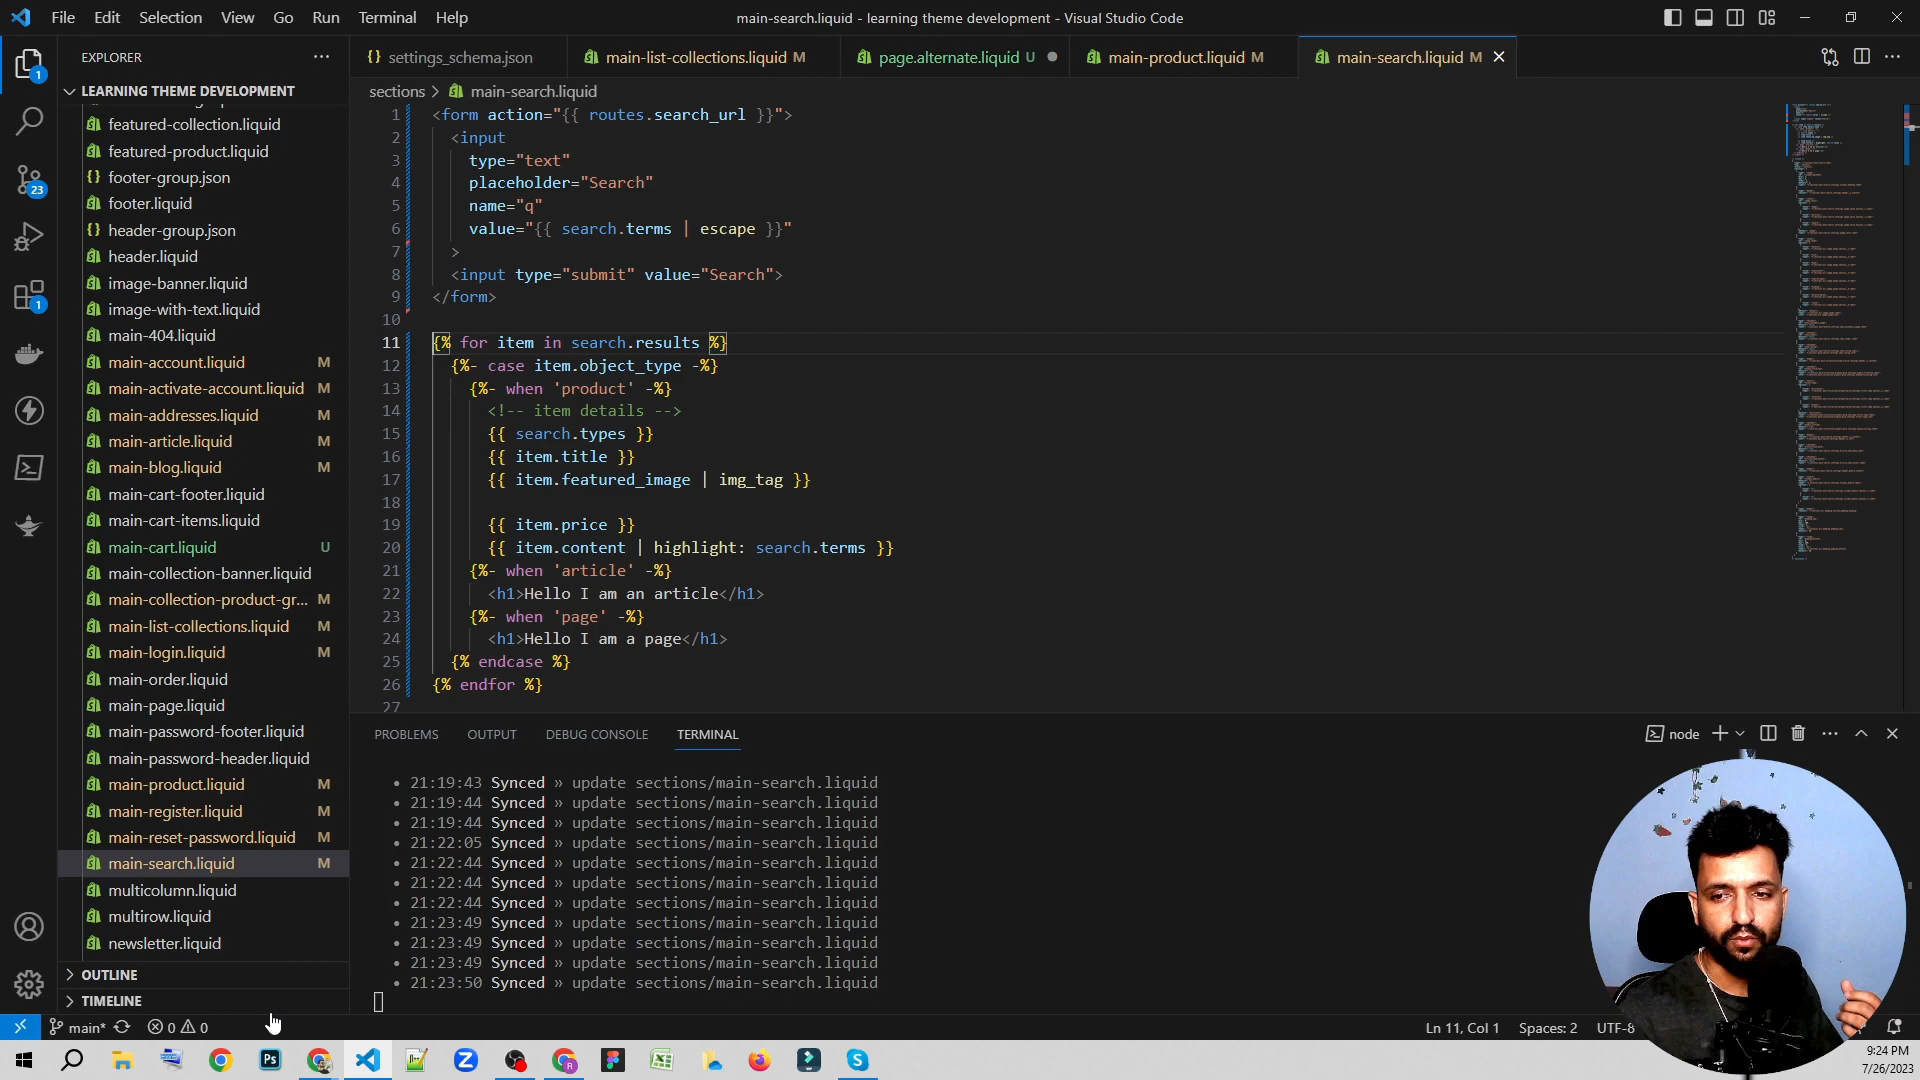 File Edit Selection View Go Run Terminal Help
main-search.liquid - learning theme development - Visual Studio Code
EXPLORER
settings_schema.json
main-list-collections.liquid M
page.alternate.liquid U
main-product.liquid M
main-search.liquid M
LEARNING THEME DEVELOPMENT
sections > main-search.liquid
featured-collection.liquid
featured-product.liquid
footer-group.json
footer.liquid
header-group.json
header.liquid
image-banner.liquid
image-with-text.liquid
main-404.liquid
main-account.liquid M
main-activate-account.liquid M
main-addresses.liquid M
main-article.liquid M
main-blog.liquid M
main-cart-footer.liquid
main-cart-items.liquid
main-cart.liquid U
main-collection-banner.liquid
main-collection-product-gr... M
main-list-collections.liquid M
main-login.liquid M
main-order.liquid
main-page.liquid
main-password-footer.liquid
main-password-header.liquid
main-product.liquid M
main-register.liquid M
main-reset-password.liquid M
main-search.liquid M
multicolumn.liquid
multirow.liquid
newsletter.liquid
OUTLINE
TIMELINE
1
23
1
1 <form action="{{ routes.search_url }}">
2 <input
3 type="text"
4 placeholder="Search"
5 name="q"
6 value="{{ search.terms | escape }}"
7 >
8 <input type="submit" value="Search">
9 </form>
10
11 {% for item in search.results %}
12 {%- case item.object_type -%}
13 {%- when 'product' -%}
14 <!-- item details -->
15 {{ search.types }}
16 {{ item.title }}
17 {{ item.featured_image | img_tag }}
18
19 {{ item.price }}
20 {{ item.content | highlight: search.terms }}
21 {%- when 'article' -%}
22 <h1>Hello I am an article</h1>
23 {%- when 'page' -%}
24 <h1>Hello I am a page</h1>
25 {% endcase %}
26 {% endfor %}
27
PROBLEMS OUTPUT DEBUG CONSOLE TERMINAL
node
• 21:19:43 Synced » update sections/main-search.liquid
• 21:19:44 Synced » update sections/main-search.liquid
• 21:19:44 Synced » update sections/main-search.liquid
• 21:22:05 Synced » update sections/main-search.liquid
• 21:22:44 Synced » update sections/main-search.liquid
• 21:22:44 Synced » update sections/main-search.liquid
• 21:22:44 Synced » update sections/main-search.liquid
• 21:23:49 Synced » update sections/main-search.liquid
• 21:23:49 Synced » update sections/main-search.liquid
• 21:23:49 Synced » update sections/main-search.liquid
• 21:23:50 Synced » update sections/main-search.liquid
main* 0 0
Ln 11, Col 1 Spaces: 2 UTF-8
Ps
9:24 PM
7/26/2023